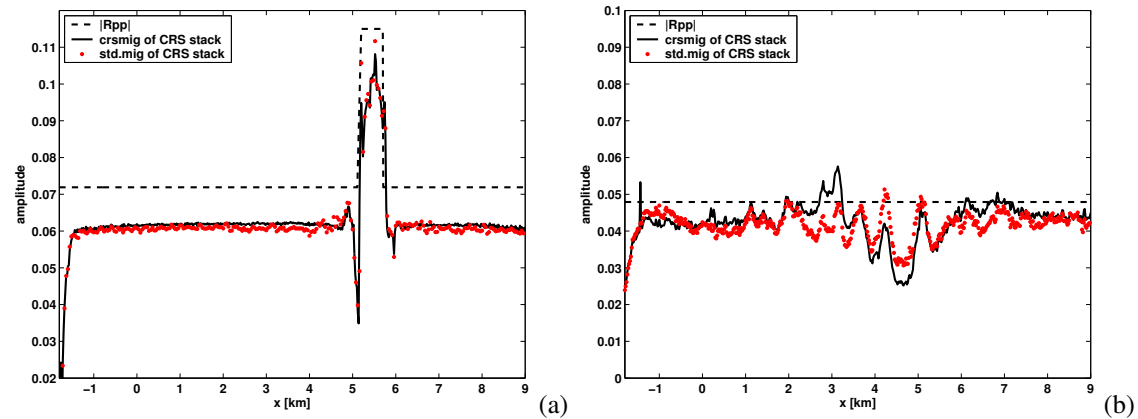 |Rpp|
crsmig of CRS stack
std.mig of CRS stack
amplitude
0.11
0.1
0.09
0.08
0.07
0.06
0.05
0.04
0.03
0.02
−1 0 1 2 3 4 5 6 7 8 9
x [km]
(a)
|Rpp|
crsmig of CRS stack
std.mig of CRS stack
amplitude
0.1
0.09
0.08
0.07
0.06
0.05
0.04
0.03
0.02
0.01
0
−1 0 1 2 3 4 5 6 7 8 9
x [km]
(b)